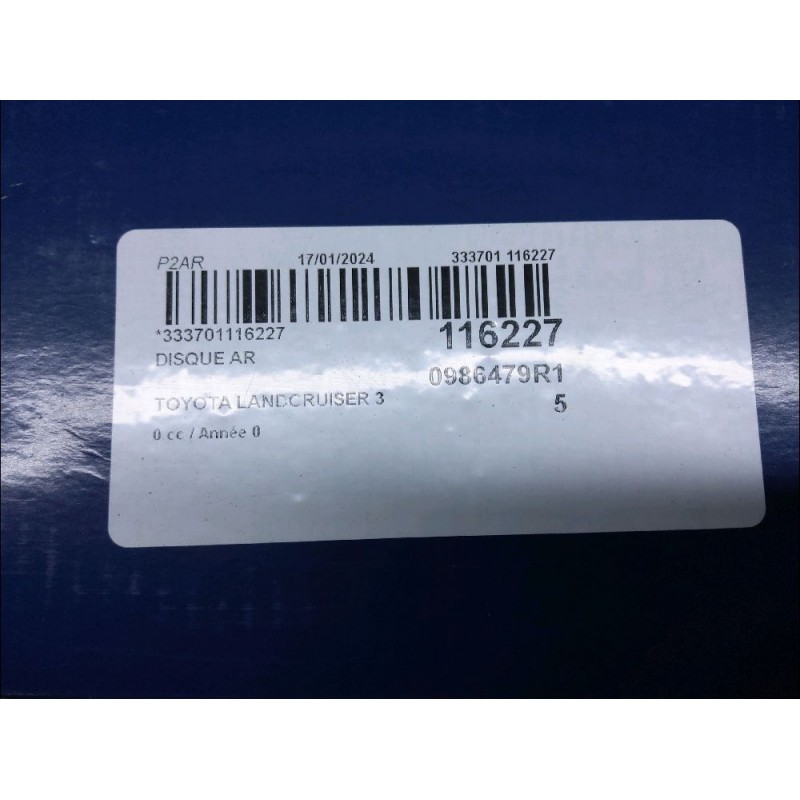 P2AR 17/01/2024 333701 116227
*333701116227 116227
DISQUE AR 0986479R1
TOYOTA LANDCRUISER 3 5
0 cc / Année 0